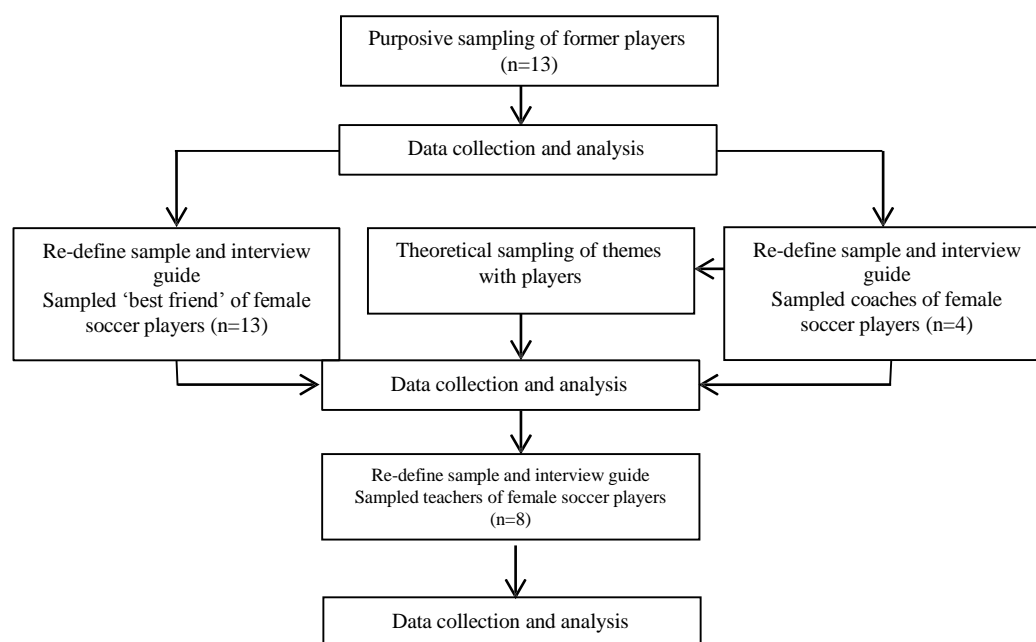 Purposive sampling of former players
(n=13)
Data collection and analysis
Re-define sample and interview
guide
Sampled ‘best friend’ of female
soccer players (n=13)
Theoretical sampling of themes
with players
Re-define sample and interview
guide
Sampled coaches of female
soccer players (n=4)
Data collection and analysis
Re-define sample and interview guide
Sampled teachers of female soccer players
(n=8)
Data collection and analysis